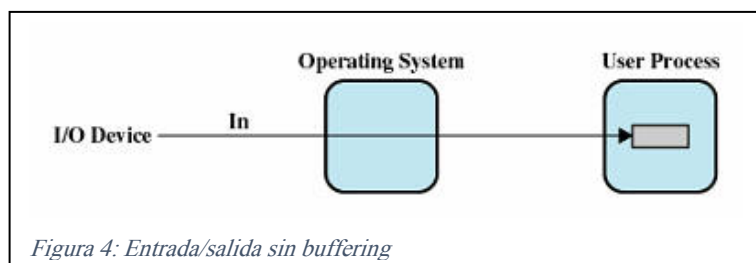 Operating System
User Process
I/O Device
In
Figura 4: Entrada/salida sin buffering